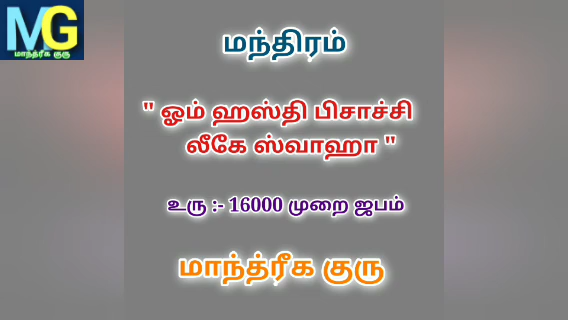 MG
மாந்த்ரீக குரு
மந்திரம்
" ஓம் ஹஸ்தி பிசாச்சி
லீகே ஸ்வாஹா "
உரு :- 16000 முறை ஜபம்
மாந்த்ரீக குரு